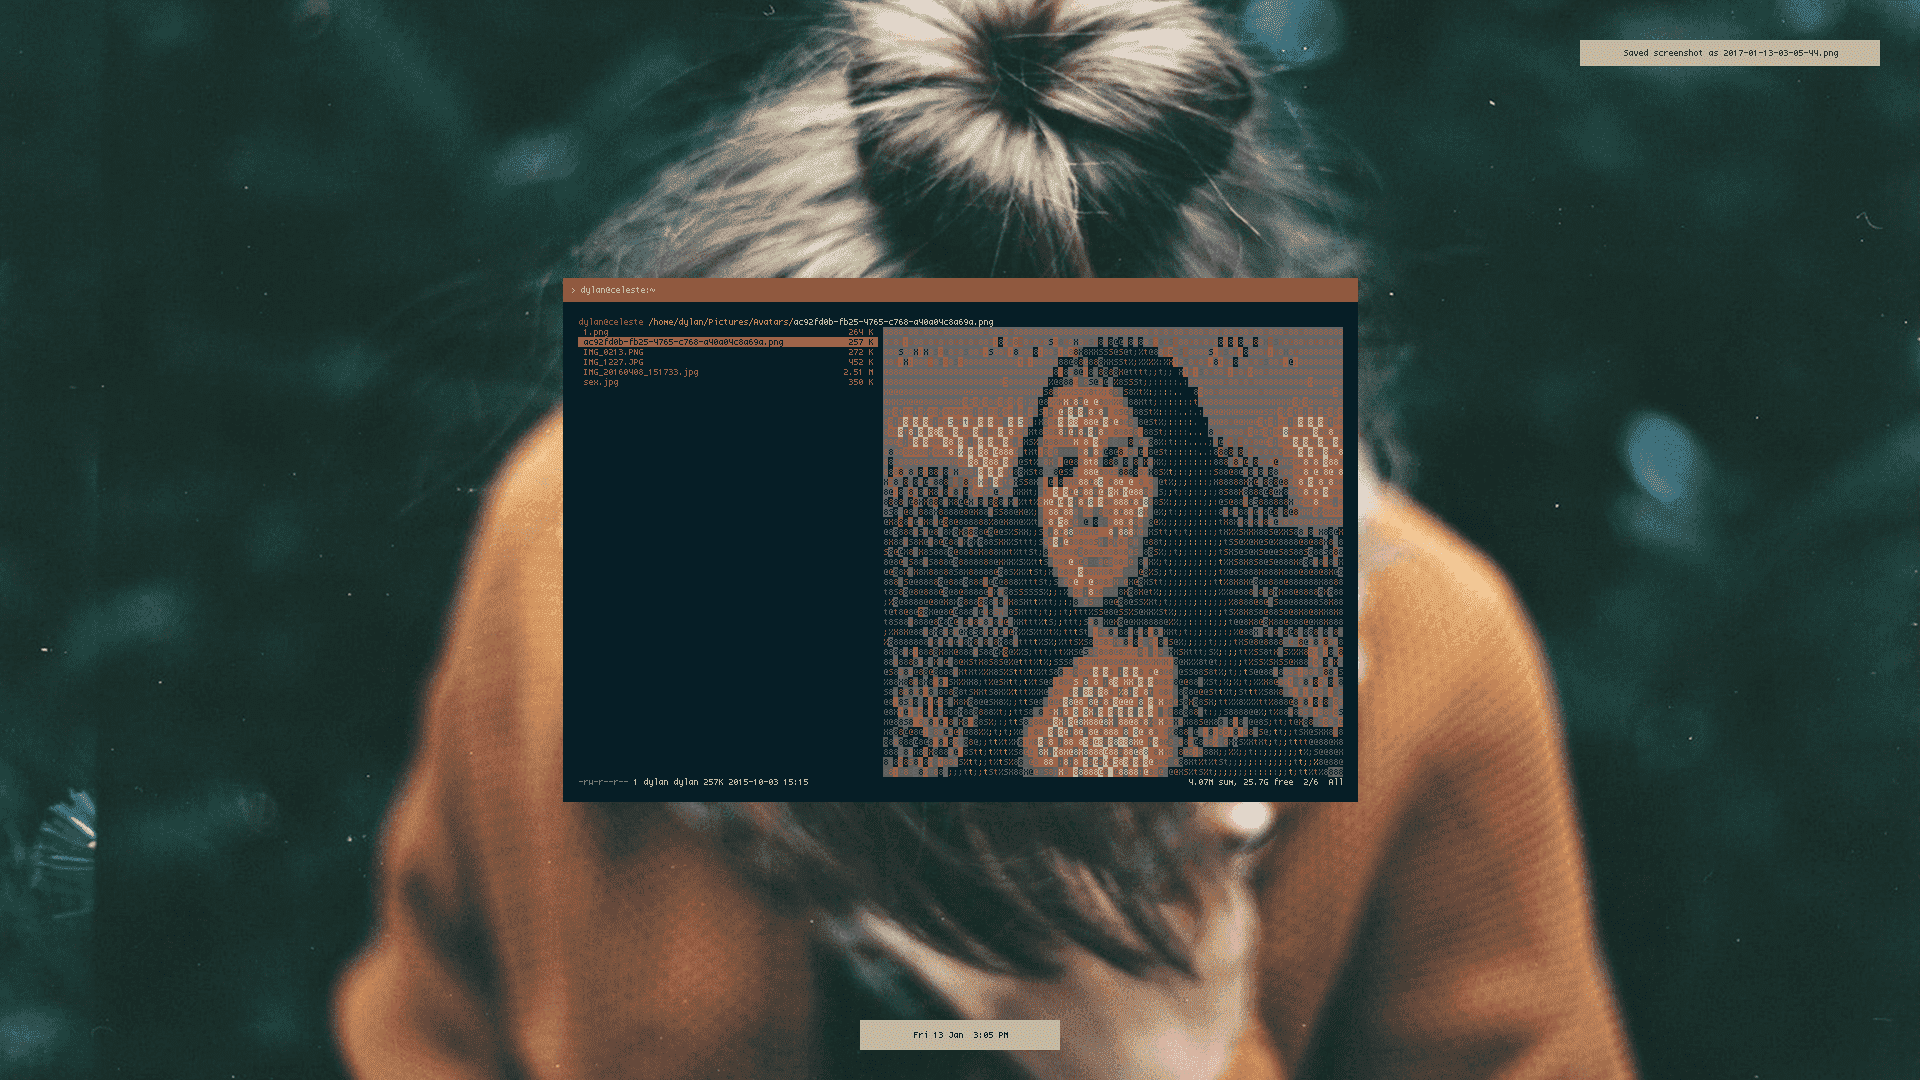 Saved screenshot as 2017-01-13-03-05-44.png
> dylan@celeste:~
dylan@celeste /home/dylan/Pictures/Avatars/ac92fd0b-fb25-4765-c768-a40a04c8a69a.png
1.png 264 K
ac92fd0b-fb25-4765-c768-a40a04c8a69a.png 257 K
IMG_0213.PNG 272 K
IMG_1227.JPG 452 K
IMG_20160408_151733.jpg 2.51 M
sex.jpg 350 K
-rw-r--r-- 1 dylan dylan 257K 2015-10-03 15:15
4.07M sum, 25.7G free 2/6 All
Fri 13 Jan 3:05 PM